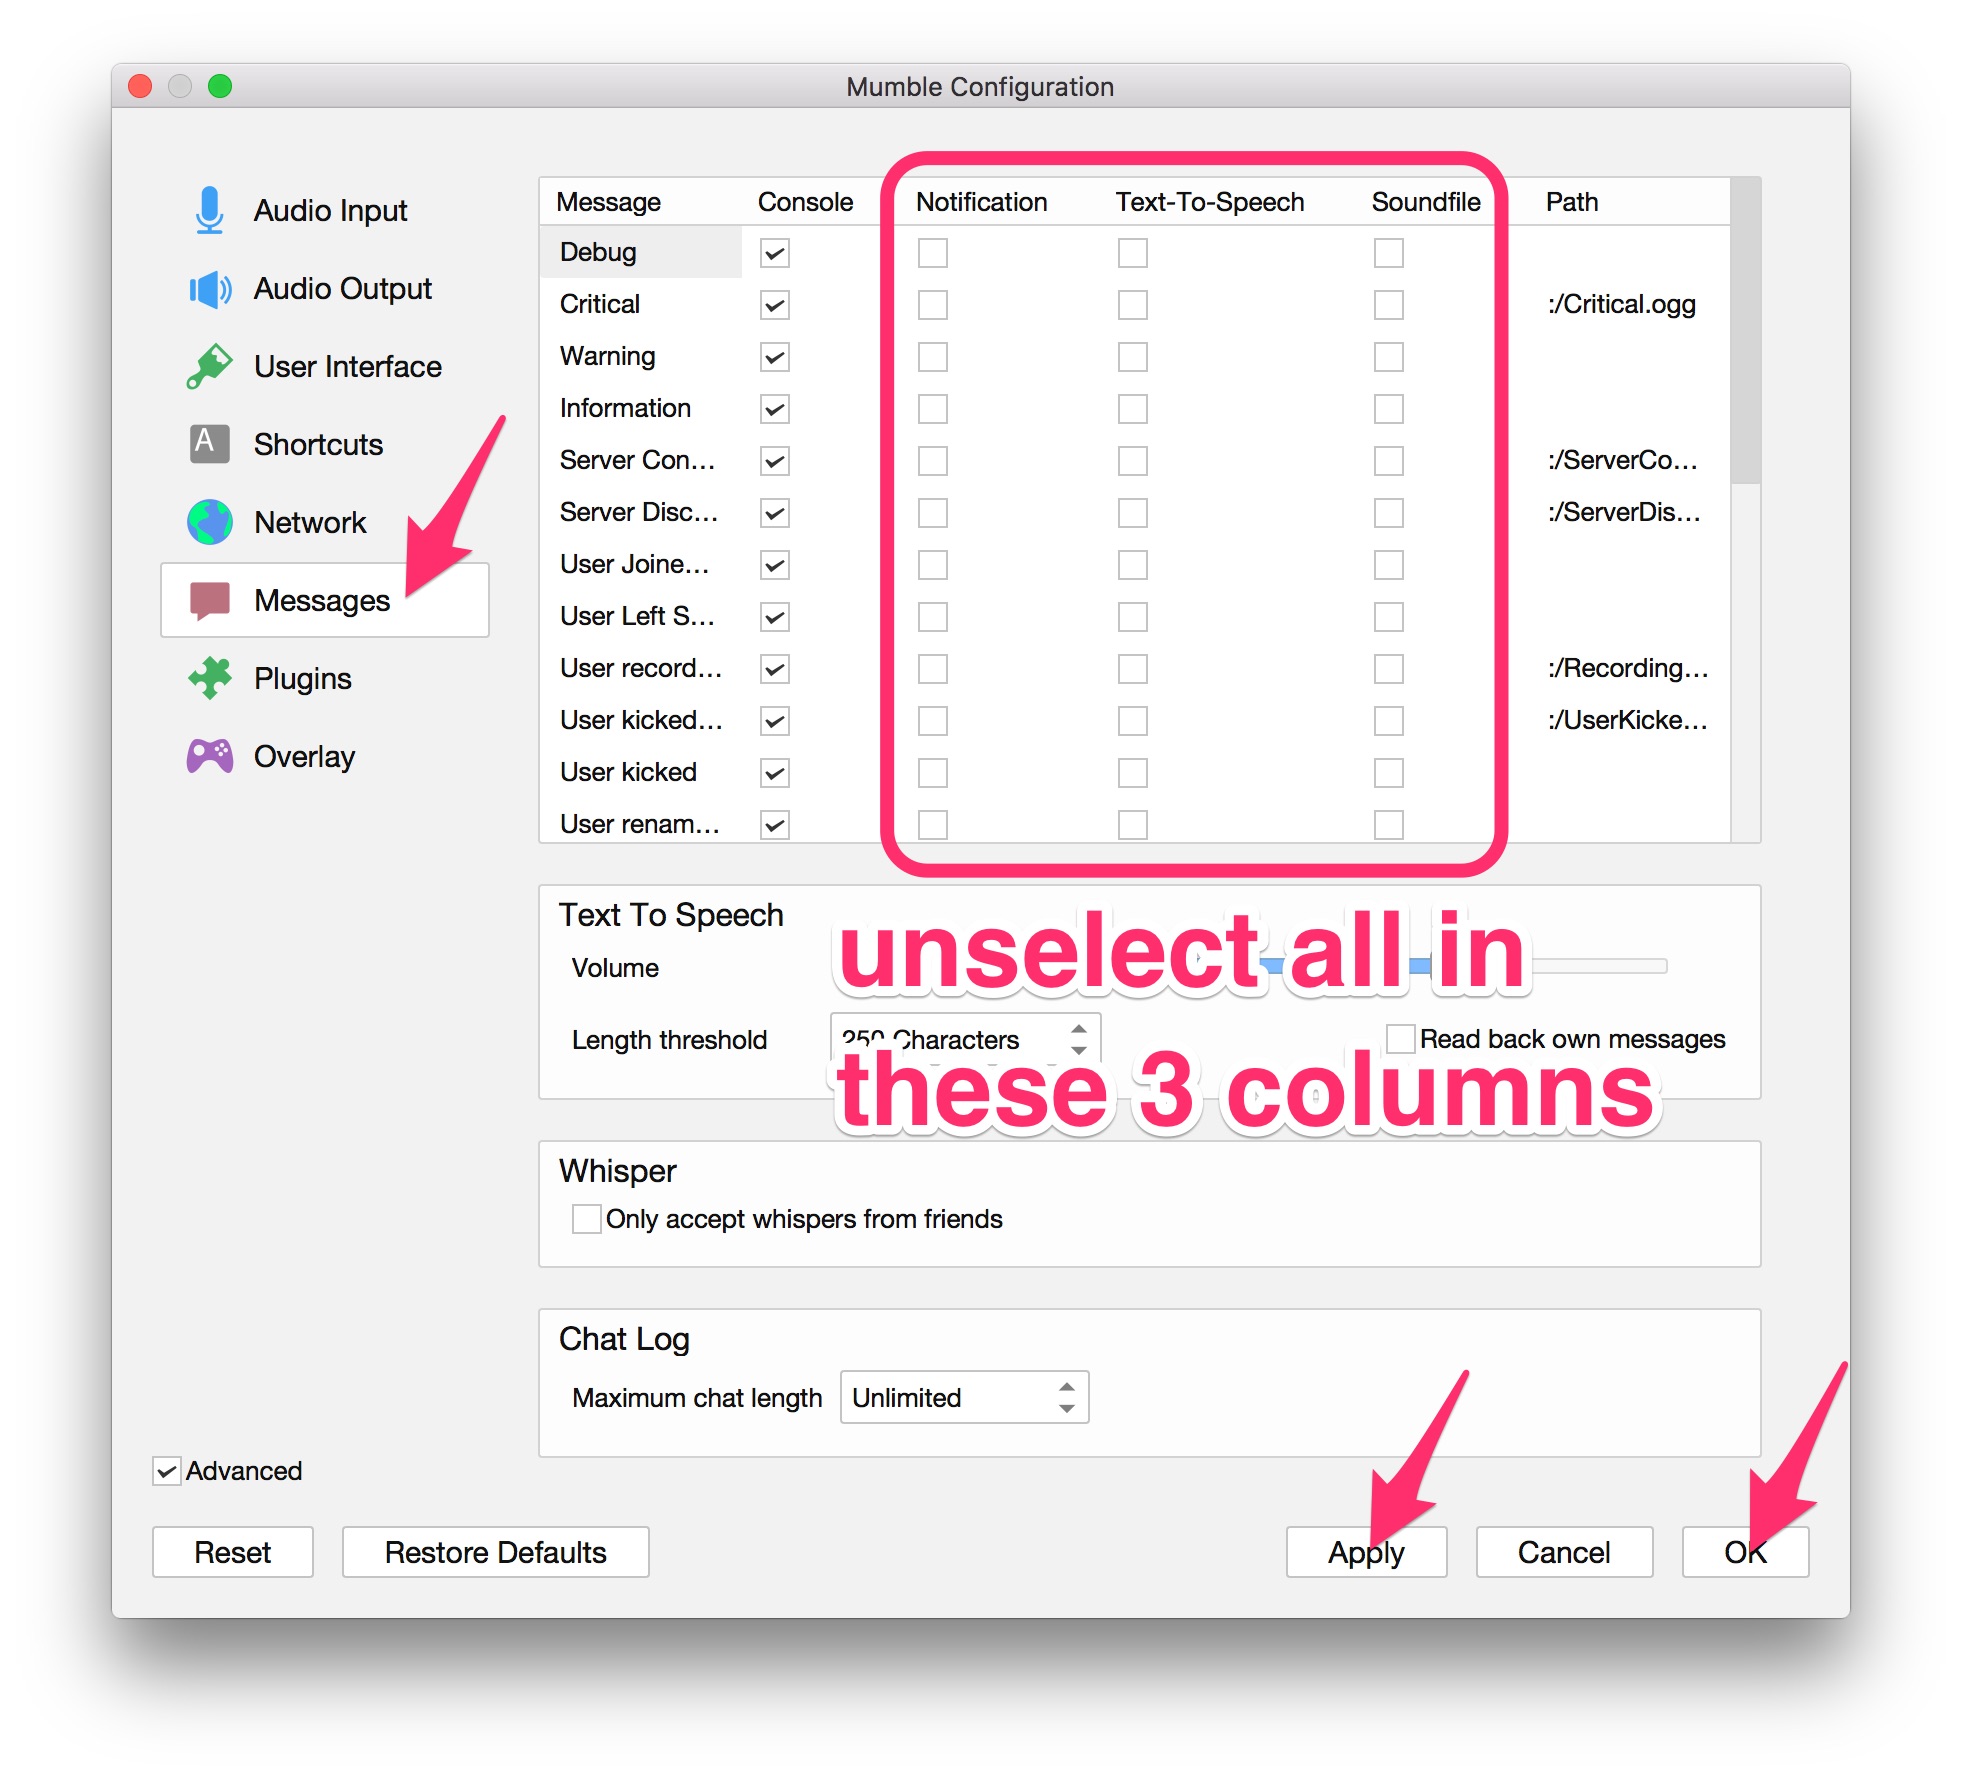 Mumble Configuration
Audio Input
Audio Output
User Interface
A Shortcuts
Network
Messages
Plugins
Overlay
Message Console Notification Text-To-Speech Soundfile Path
Debug
Critical :/Critical.ogg
Warning
Information
Server Con... :/ServerCo...
Server Disc... :/ServerDis...
User Joine...
User Left S...
User record... :/Recording...
User kicked... :/UserKicke...
User kicked
User renam...
Text To Speech
Volume
unselect all in
Length threshold 250 Characters Read back own messages
these 3 columns
Whisper
Only accept whispers from friends
Chat Log
Maximum chat length Unlimited
Advanced
Reset Restore Defaults Apply Cancel OK